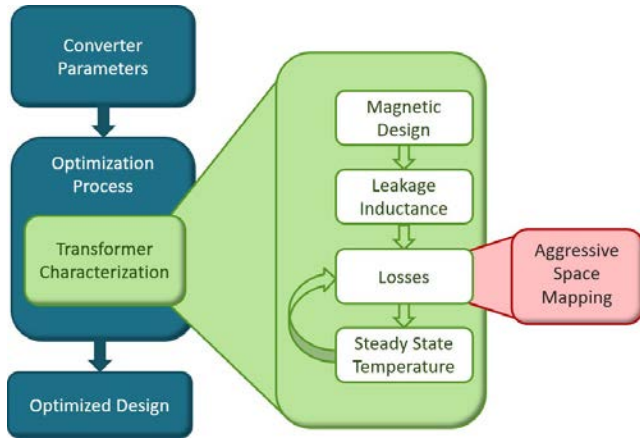 Converter
Parameters
Optimization
Process
Transformer
Characterization
Optimized Design
Magnetic
Design
Leakage
Inductance
Losses
Steady State
Temperature
Aggressive
Space
Mapping